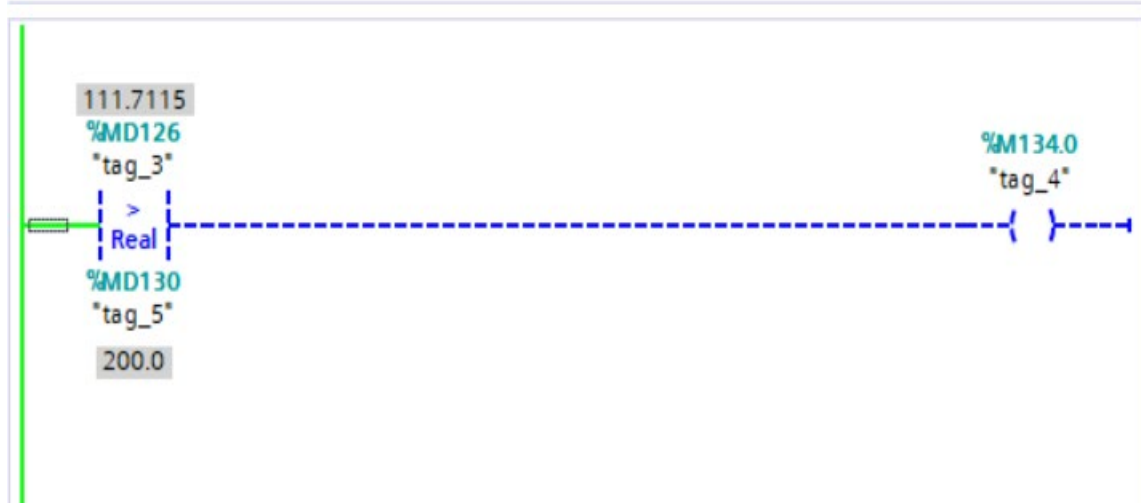 111.7115
%MD126
"tag_3"
%M134.0
"tag_4"
>
Real
%MD130
"tag_5"
200.0